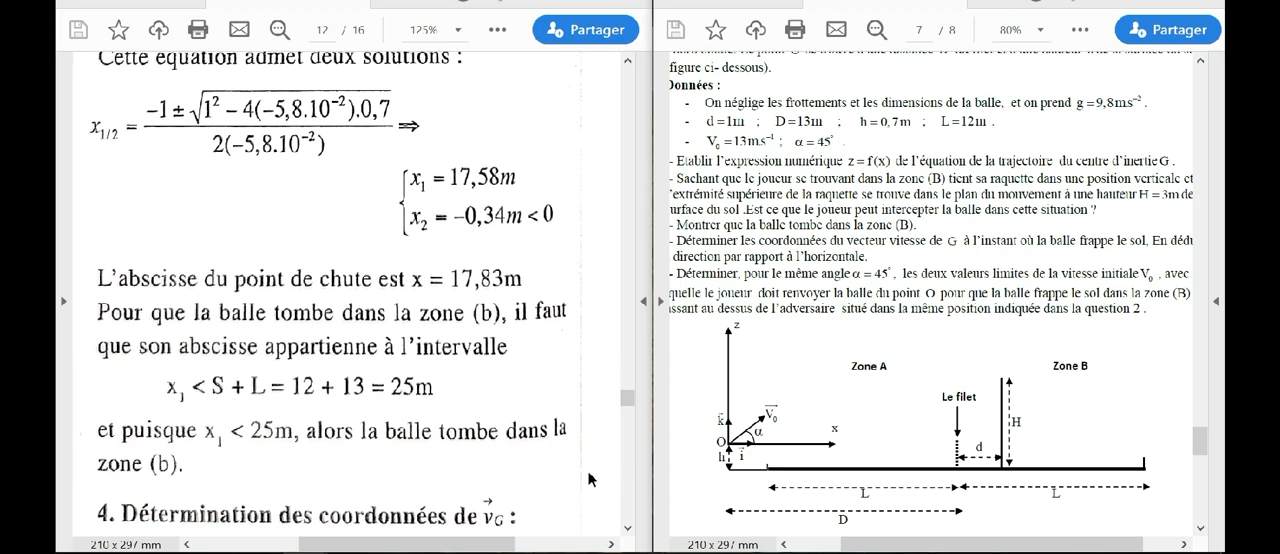 12 / 16
125%
Partager
Cette équation admet deux solutions :
x1/2 = (-1 ± √(1² − 4(−5,8.10⁻²).0,7)) / (2(−5,8.10⁻²)) ⇒
{ x₁ = 17,58m
x₂ = −0,34m < 0
L'abscisse du point de chute est x = 17,83m
Pour que la balle tombe dans la zone (b), il faut
que son abscisse appartienne à l'intervalle
x₁ < S + L = 12 + 13 = 25m
et puisque x₁ < 25m, alors la balle tombe dans la
zone (b).
4. Détermination des coordonnées de v⃗G :
210 x 297 mm
7 / 8
80%
Partager
figure ci- dessous).
Données :
- On néglige les frottements et les dimensions de la balle, et on prend g = 9,8m.s⁻² .
- d = 1m ; D = 13m ; h = 0,7 m ; L = 12m .
- V₀ = 13m.s⁻¹ ; α = 45° .
- Etablir l'expression numérique z = f(x) de l'équation de la trajectoire du centre d'inertie G .
- Sachant que le joueur se trouvant dans la zone (B) tient sa raquette dans une position verticale et
'extrémité supérieure de la raquette se trouve dans le plan du mouvement à une hauteur H = 3m de
urface du sol .Est ce que le joueur peut intercepter la balle dans cette situation ?
- Montrer que la balle tombe dans la zone (B).
- Déterminer les coordonnées du vecteur vitesse de G à l'instant où la balle frappe le sol, En dédu
direction par rapport à l'horizontale.
- Déterminer, pour le même angle α = 45° , les deux valeurs limites de la vitesse initiale V₀ , avec
quelle le joueur doit renvoyer la balle du point O pour que la balle frappe le sol dans la zone (B)
ssant au dessus de l'adversaire situé dans la même position indiquée dans la question 2 .
z
Zone A
Zone B
Le filet
H
k⃗
V⃗₀
α
x
O
i⃗
h
d
L
L
D
210 x 297 mm